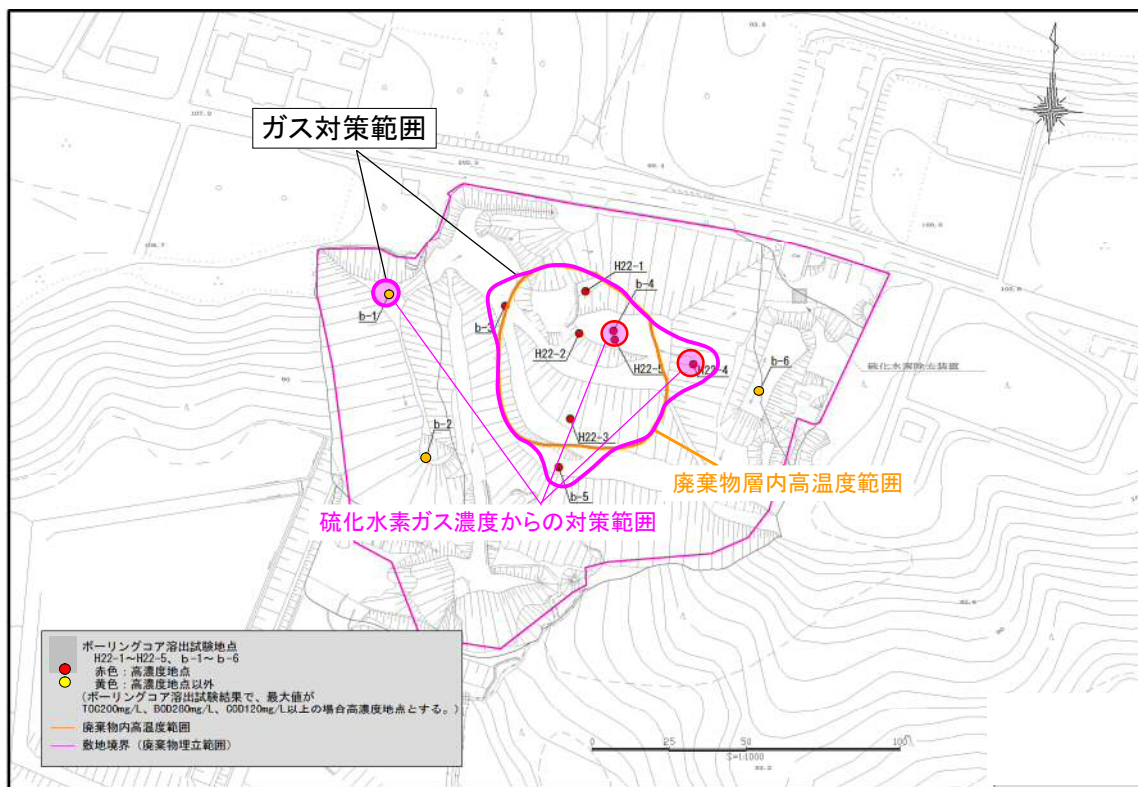 ガス対策範囲
H22-1
b-4
b-1
b-3
H22-2
H22-5
H22-4
b-6
硫化水素除去装置
H22-3
b-2
b-5
廃棄物層内高温度範囲
硫化水素ガス濃度からの対策範囲
ボーリングコア溶出試験地点
H22-1～H22-5、b-1～b-6
赤色：高濃度地点
黄色：高濃度地点以外
(ボーリングコア溶出試験結果で、最大値が
TOC200mg/L、BOD260mg/L、COD120mg/L以上の場合高濃度地点とする。)
廃棄物内高温度範囲
敷地境界（廃棄物埋立範囲）
0 25 50 100
S=1:1000